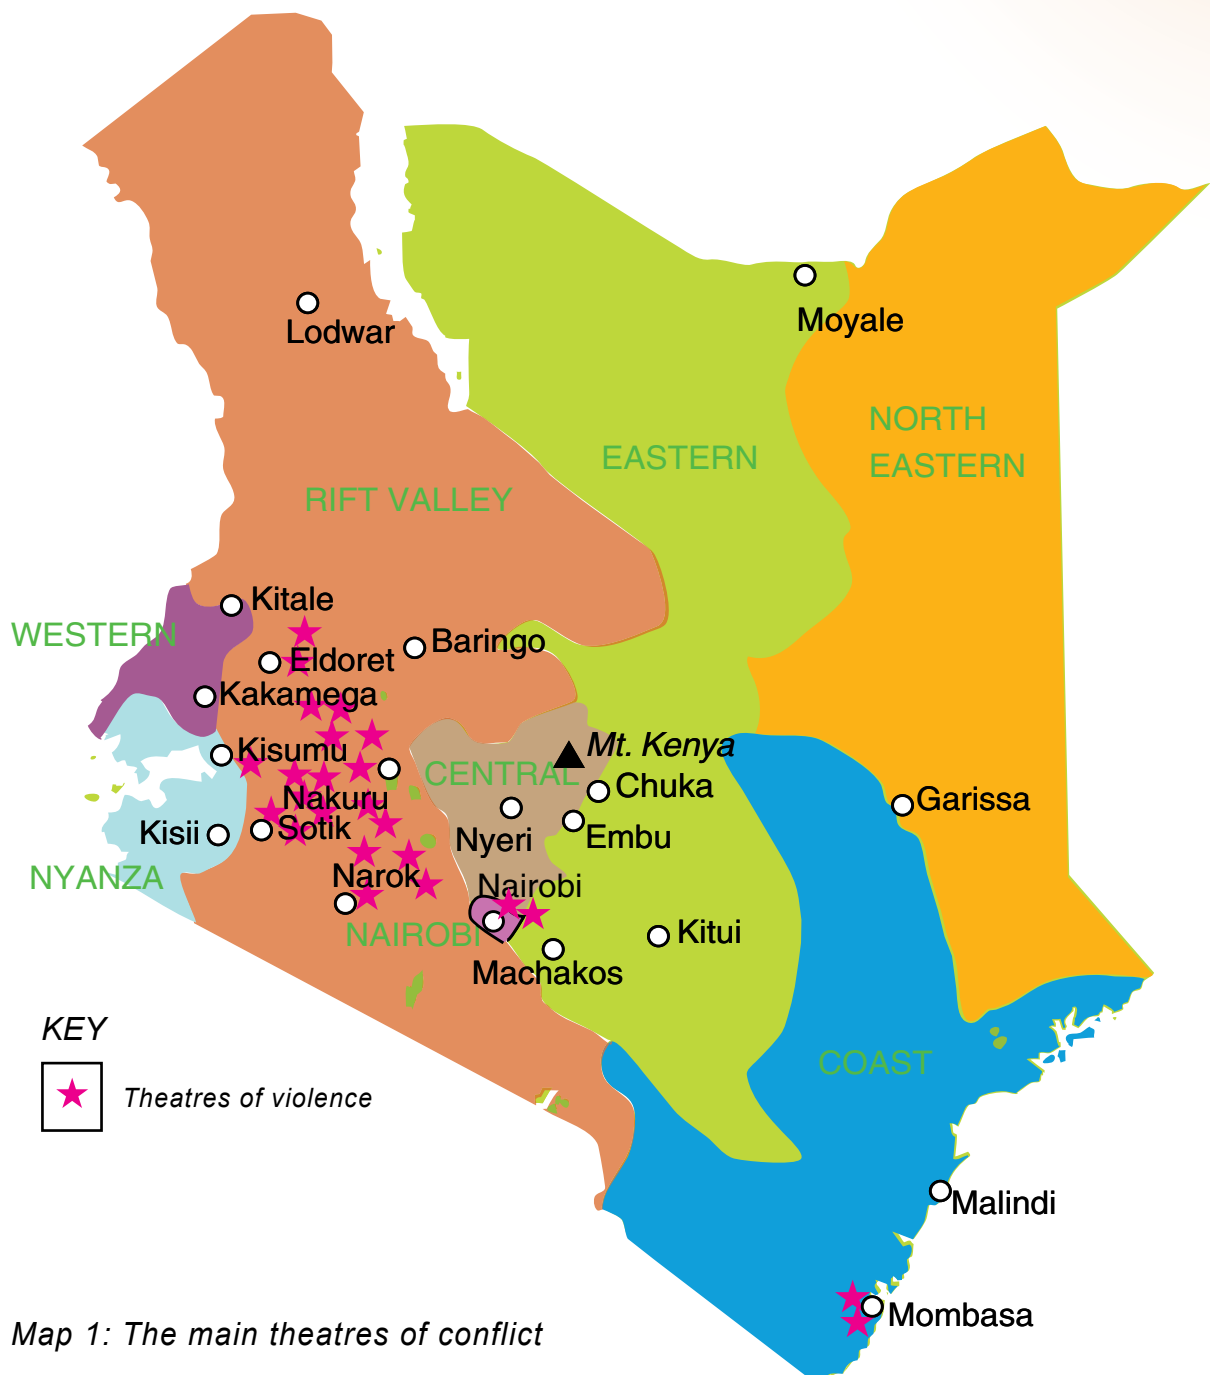 Moyale
Lodwar
NORTH
EASTERN
EASTERN
RIFT VALLEY
Kitale
WESTERN
Baringo
Eldoret
Kakamega
Mt. Kenya
Kisumu
CENTRAL
Chuka
Nakuru
Garissa
Sotik
Kisii
Nyeri
Embu
NYANZA
Narok
Nairobi
NAIROBI
Kitui
Machakos
KEY
COAST
Theatres of violence
Malindi
Mombasa
Map 1: The main theatres of conflict